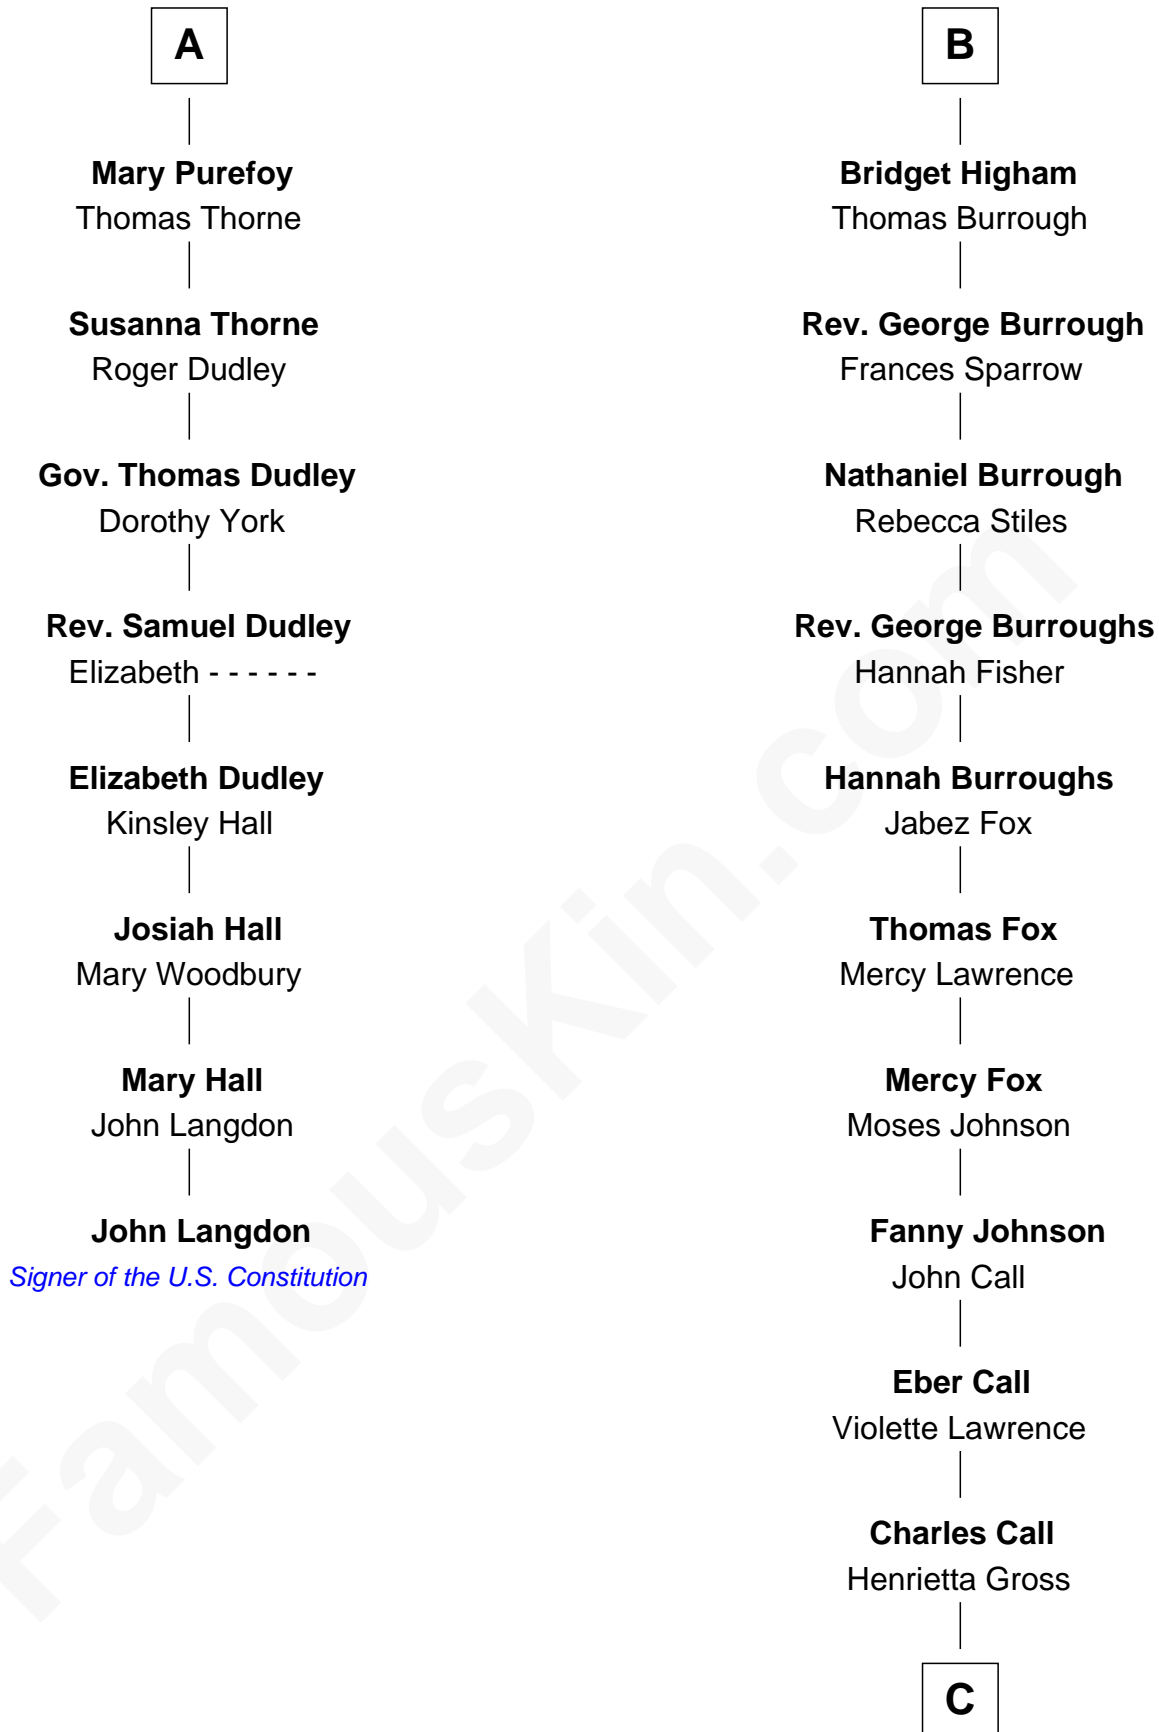 A
Mary Purefoy
Thomas Thorne
Susanna Thorne
Roger Dudley
Gov. Thomas Dudley
Dorothy York
Rev. Samuel Dudley
Elizabeth - - - - - -
Elizabeth Dudley
Kinsley Hall
Josiah Hall
Mary Woodbury
Mary Hall
John Langdon
John Langdon
Signer of the U.S. Constitution
B
Bridget Higham
Thomas Burrough
Rev. George Burrough
Frances Sparrow
Nathaniel Burrough
Rebecca Stiles
Rev. George Burroughs
Hannah Fisher
Hannah Burroughs
Jabez Fox
Thomas Fox
Mercy Lawrence
Mercy Fox
Moses Johnson
Fanny Johnson
John Call
Eber Call
Violette Lawrence
Charles Call
Henrietta Gross
C
FamousKin.com